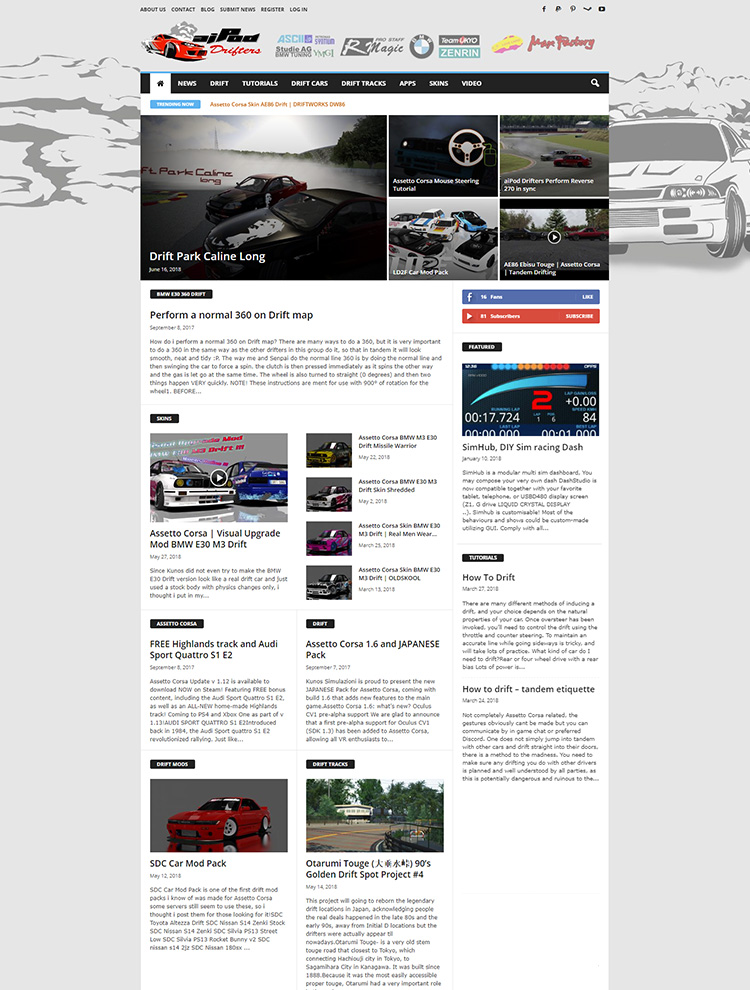 ABOUT US CONTACT BLOG SUBMIT NEWS REGISTER LOG IN
aiPod
Drifters
ASCII
Studie AG
BMW TUNING
VMG
PRO STAFF
R Magic
BMW
TeamUKYO
ZENRIN
Max Factory
NEWS DRIFT TUTORIALS DRIFT CARS DRIFT TRACKS APPS SKINS VIDEO
TRENDING NOW Assetto Corsa Skin AE86 Drift | DRIFTWORKS DW86
ft Park Caline
long
Drift Park Caline Long
June 16, 2018
Assetto Corsa Mouse Steering
Tutorial
aiPod Drifters Perform Reverse
270 in sync
LD2F Car Mod Pack
AE86 Ebisu Touge | Assetto Corsa
| Tandem Drifting
BMW E30 360 DRIFT
Perform a normal 360 on Drift map
September 8, 2017
How do i perform a normal 360 on Drift map? There are many ways to do a 360, but it is very important
to do a 360 in the same way as the other drifters in this group do it, so that in tandem it will look
smooth, neat and tidy :P. The way me and Senpai do the normal line 360 is by doing the normal line and
then swinging the car to force a spin. the clutch is then pressed immediately as it spins the other way
and the gas is let go at the same time. The wheel is also turned to straight (0 degrees) and then two
things happen VERY quickly. NOTE! These instructions are ment for use with 900º of rotation for the
wheel1. BEFORE...
SKINS
Assetto Corsa | Visual Upgrade
Mod BMW E30 M3 Drift
May 27, 2018
Since Kunos did not even try to make the BMW
E30 Drift version look like a real drift car and just
used a stock body with physics changes only, i
thought i put in my...
Assetto Corsa BMW M3 E30
Drift Missile Warrior
May 22, 2018
Assetto Corsa BMW E30 M3
Drift Skin Shredded
May 2, 2018
Assetto Corsa Skin BMW E30
M3 Drift | Real Men Wear...
March 25, 2018
Assetto Corsa Skin BMW E30
M3 Drift | OLDSKOOL
March 13, 2018
ASSETTO CORSA
FREE Highlands track and Audi
Sport Quattro S1 E2
September 8, 2017
Assetto Corsa Update v 1.12 is available to
download NOW on Steam! Featuring FREE bonus
content, including the Audi Sport Quattro S1 E2,
as well as an ALL-NEW home-made Highlands
track! Coming to PS4 and Xbox One as part of v
1.13!AUDI SPORT QUATTRO S1 E2Introduced
back in 1984, the Audi Sport quattro S1 E2
revolutionized rallying. Just like...
DRIFT
Assetto Corsa 1.6 and JAPANESE
Pack
September 7, 2017
Kunos Simulazioni is proud to present the new
JAPANESE Pack for Assetto Corsa, coming with
build 1.6 that adds new features to the main
game.Assetto Corsa 1.6: what's new? Oculus
CV1 pre-alpha support We are glad to announce
that a first pre-alpha support for Oculus CV1
(SDK 1.3) has been added to Assetto Corsa,
allowing all VR enthusiasts to...
DRIFT MODS
SDC Car Mod Pack
May 12, 2018
SDC Car Mod Pack is one of the first drift mod
packs i know of was made for Assetto Corsa
some servers still seem to use these, so i
thought i post them for those looking for it!SDC
Toyota Altezza Drift SDC Nissan S14 Zenki Stock
SDC Nissan S14 Zenki SDC Silvia PS13 Street
Low SDC Silvia PS13 Rocket Bunny v2 SDC
nissan s14 2jz SDC Nissan 180sx ...
DRIFT TRACKS
Otarumi Touge (大垂水峠) 90's
Golden Drift Spot Project #4
May 14, 2018
This project will going to reborn the legendary
drift locations in Japan, acknowledging people
the real deals happened in the late 80s and the
early 90s, away from Initial D locations but the
drifters were actually appear til
nowadays.Otarumi Touge- is a very old stem
touge road that closest to Tokyo, which
connecting Hachiouji city in Tokyo, to
Sagamihara City in Kanagawa. It was built since
1888.Because it was the most easily accessible
proper touge, Otarumi had a very important role
16 Fans LIKE
81 Subscribers SUBSCRIBE
FEATURED
RUNNING LAP
00:17.724
LAP GAIN/LOSS
+0.00
2
SPEED KMH
84
LAST LAP
BEST LAP
00:00.000
00:01.000
SimHub, DIY Sim racing Dash
January 10, 2018
SimHub is a modular multi sim dashboard. You
may compose your very own dash DashStudio is
now compatible together with your favorite
tablet, telephone, or USBD480 display screen
(Z1, G drive LIQUID CRYSTAL DISPLAY
..). Simhub is customisable! Most of the
behaviours and shovs could be custom-made
utilizing GUI. Comply with all...
TUTORIALS
How To Drift
March 27, 2018
There are many different methods of inducing a
drift, and your choice depends on the natural
properties of your car. Once oversteer has been
invoked, you'll need to control the drift using the
throttle and counter steering. To maintain an
accurate line while going sideways is tricky, and
will take lots of practice. What kind of car do I
need to drift?Rear or four wheel drive with a rear
bias Lots of power is...
How to drift – tandem etiquette
March 24, 2018
Not completely Assetto Corsa related, the
gestures obviously cant be made but you can
communicate by in game chat or preferred
Discord. One does not simply jump into tandem
with other cars and drift straight into their doors,
there is a method to the madness. You need to
make sure any drifting you do with other drivers
is planned and well understood by all parties, as
this is potentially dangerous and ruinous to the...